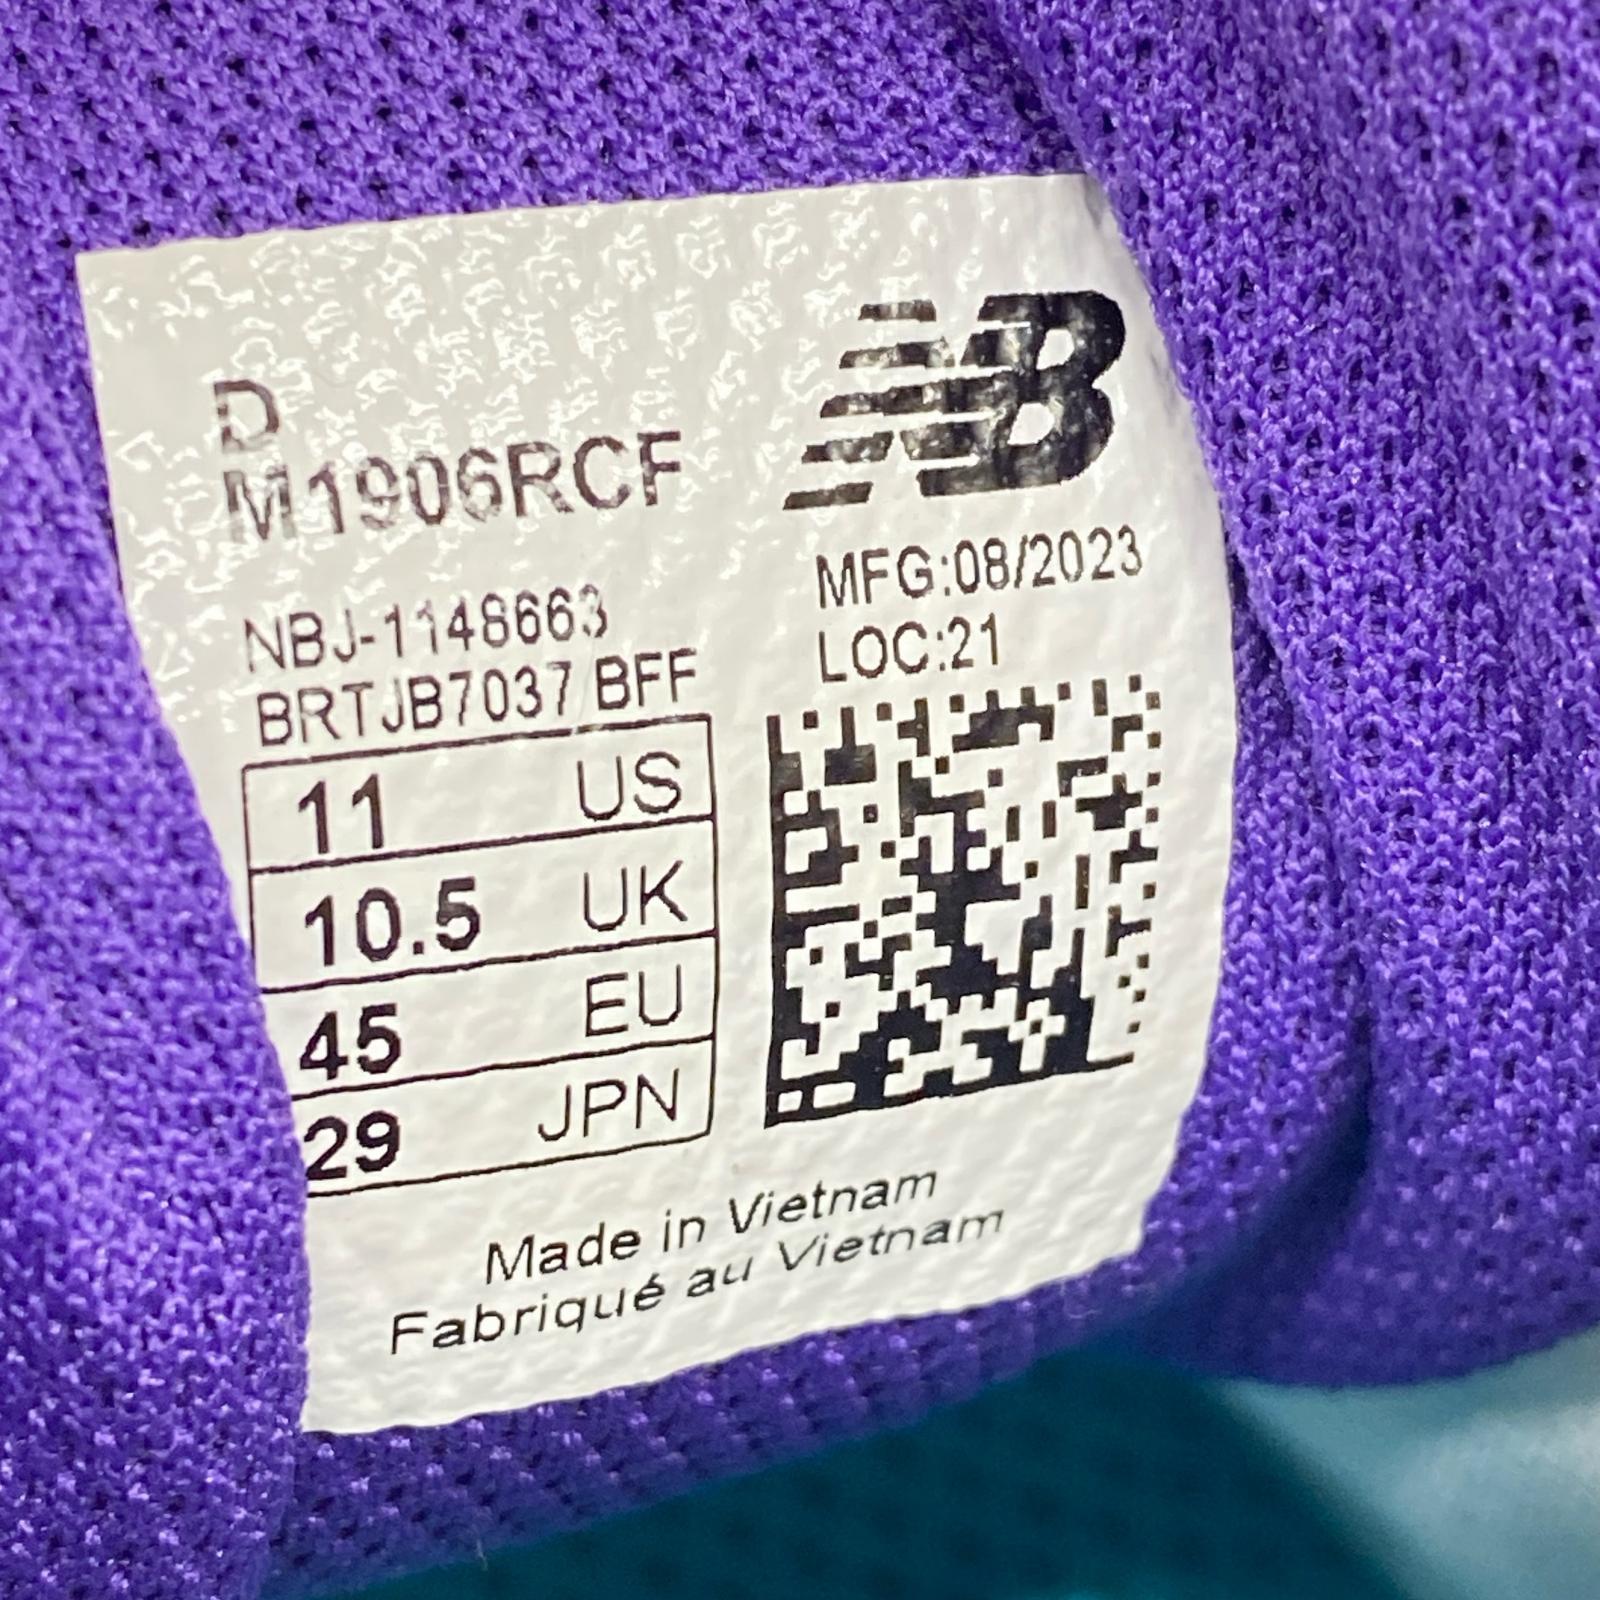 D
M1906RCF
NB
MFG:08/2023
LOC:21
NBJ-1148663
BRTJB7037 BFF
11 US
10.5 UK
45 EU
29 JPN
Made in Vietnam
Fabriqué au Vietnam